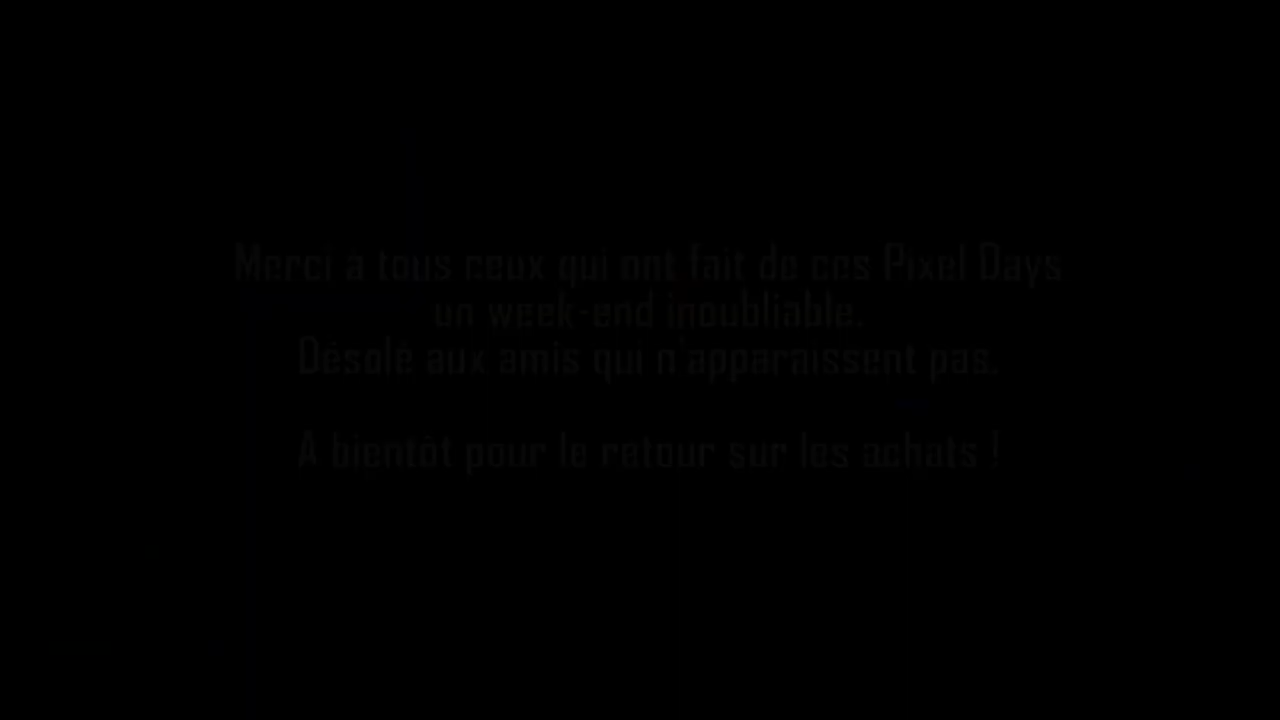 Merci à tous ceux qui ont fait de ces Pixel Days
un week-end inoubliable.
Désolé aux amis qui n'apparaissent pas.
A bientôt pour le retour sur les achats !